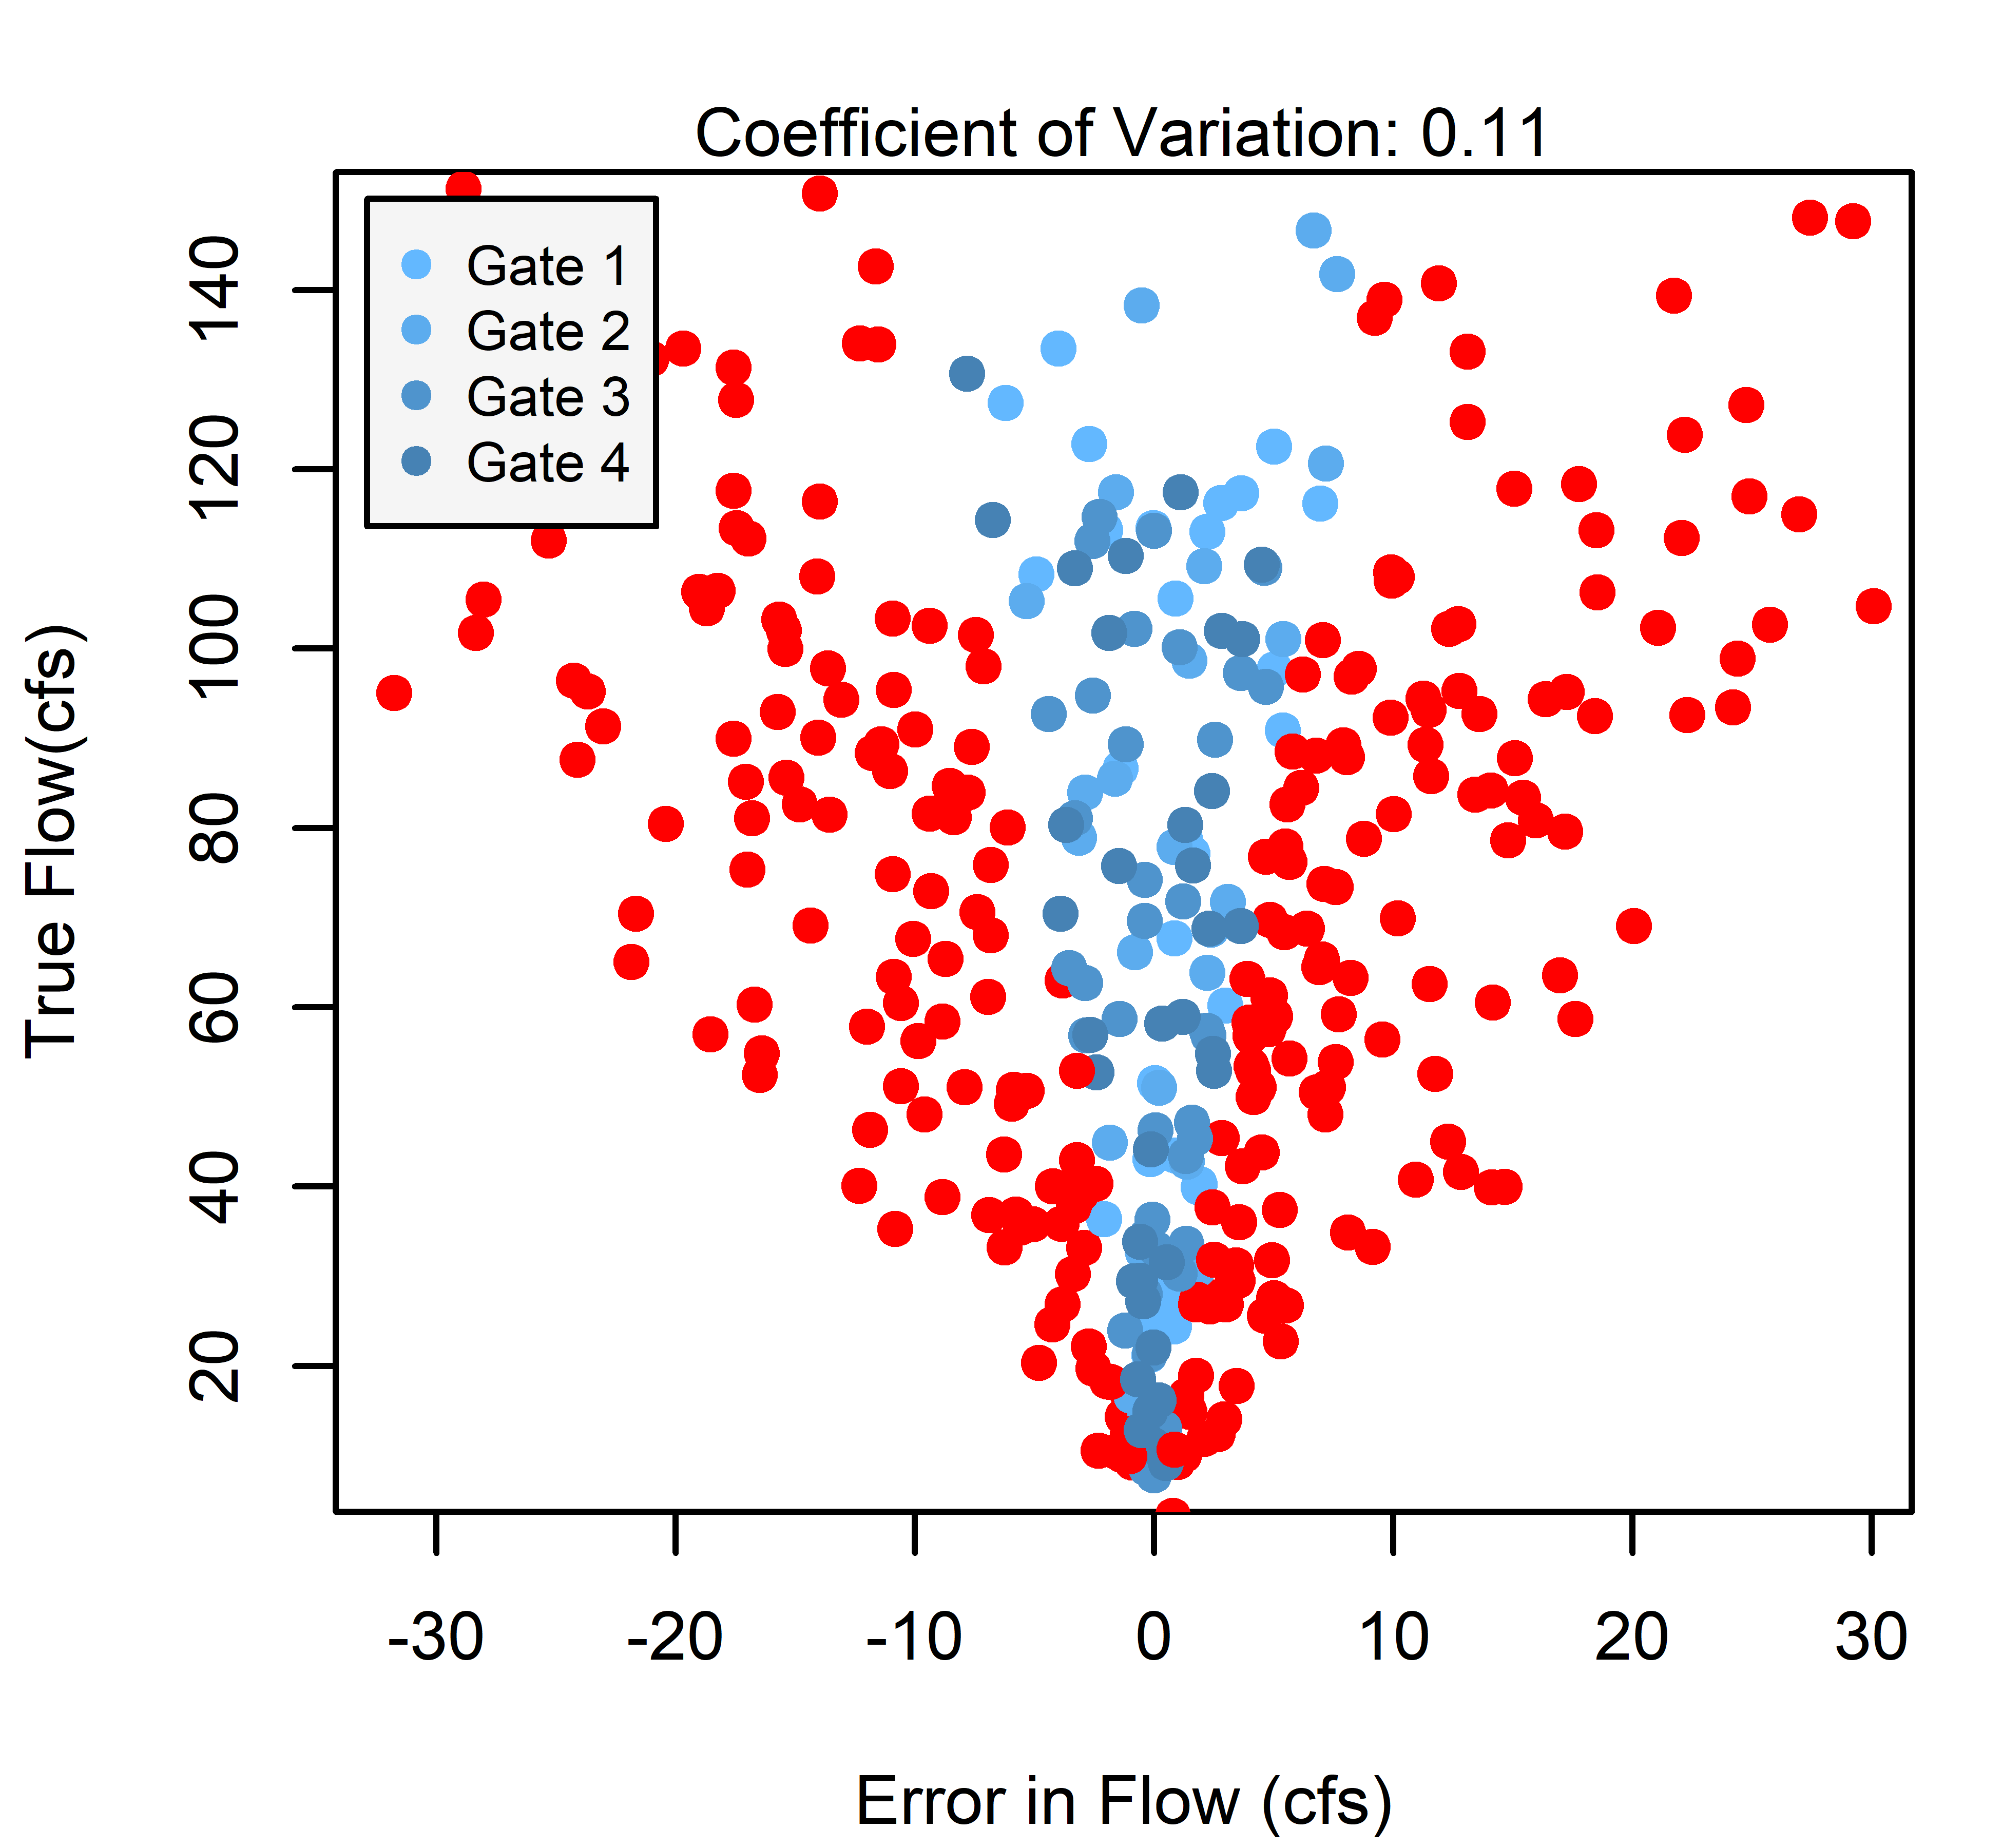 Coefficient of Variation: 0.11
Gate 1
Gate 2
Gate 3
Gate 4
True Flow(cfs)
140
120
100
80
60
40
20
-30 -20 -10 0 10 20 30
Error in Flow (cfs)